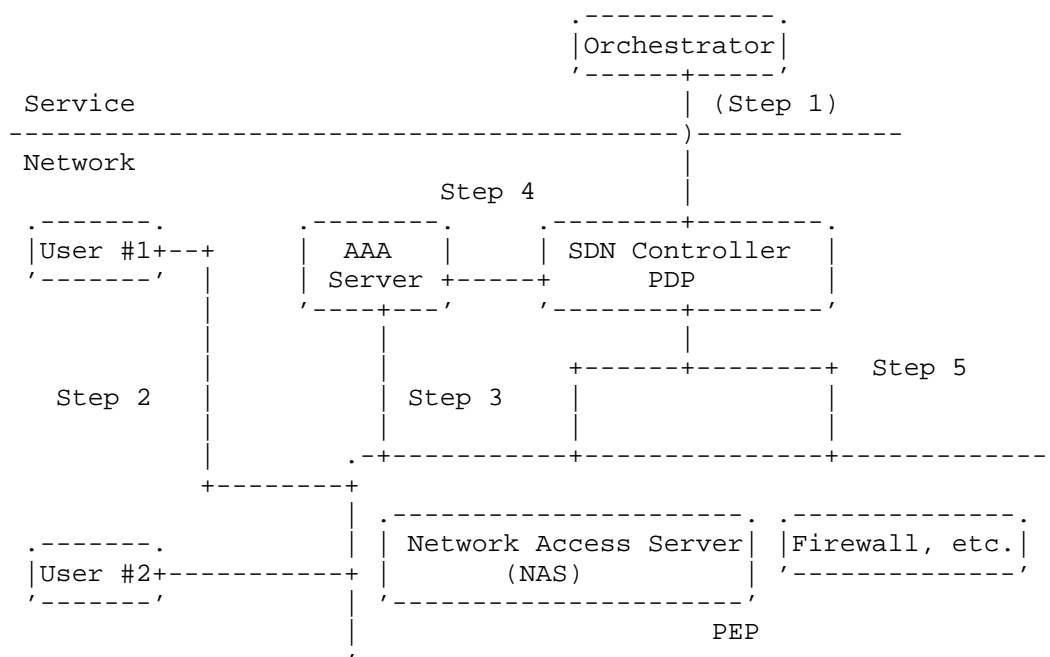 Orchestrator
Service (Step 1)
Network
Step 4
User #1 AAA SDN Controller
Server PDP
Step 5
Step 2 Step 3
Network Access Server Firewall, etc.
User #2 (NAS)
PEP